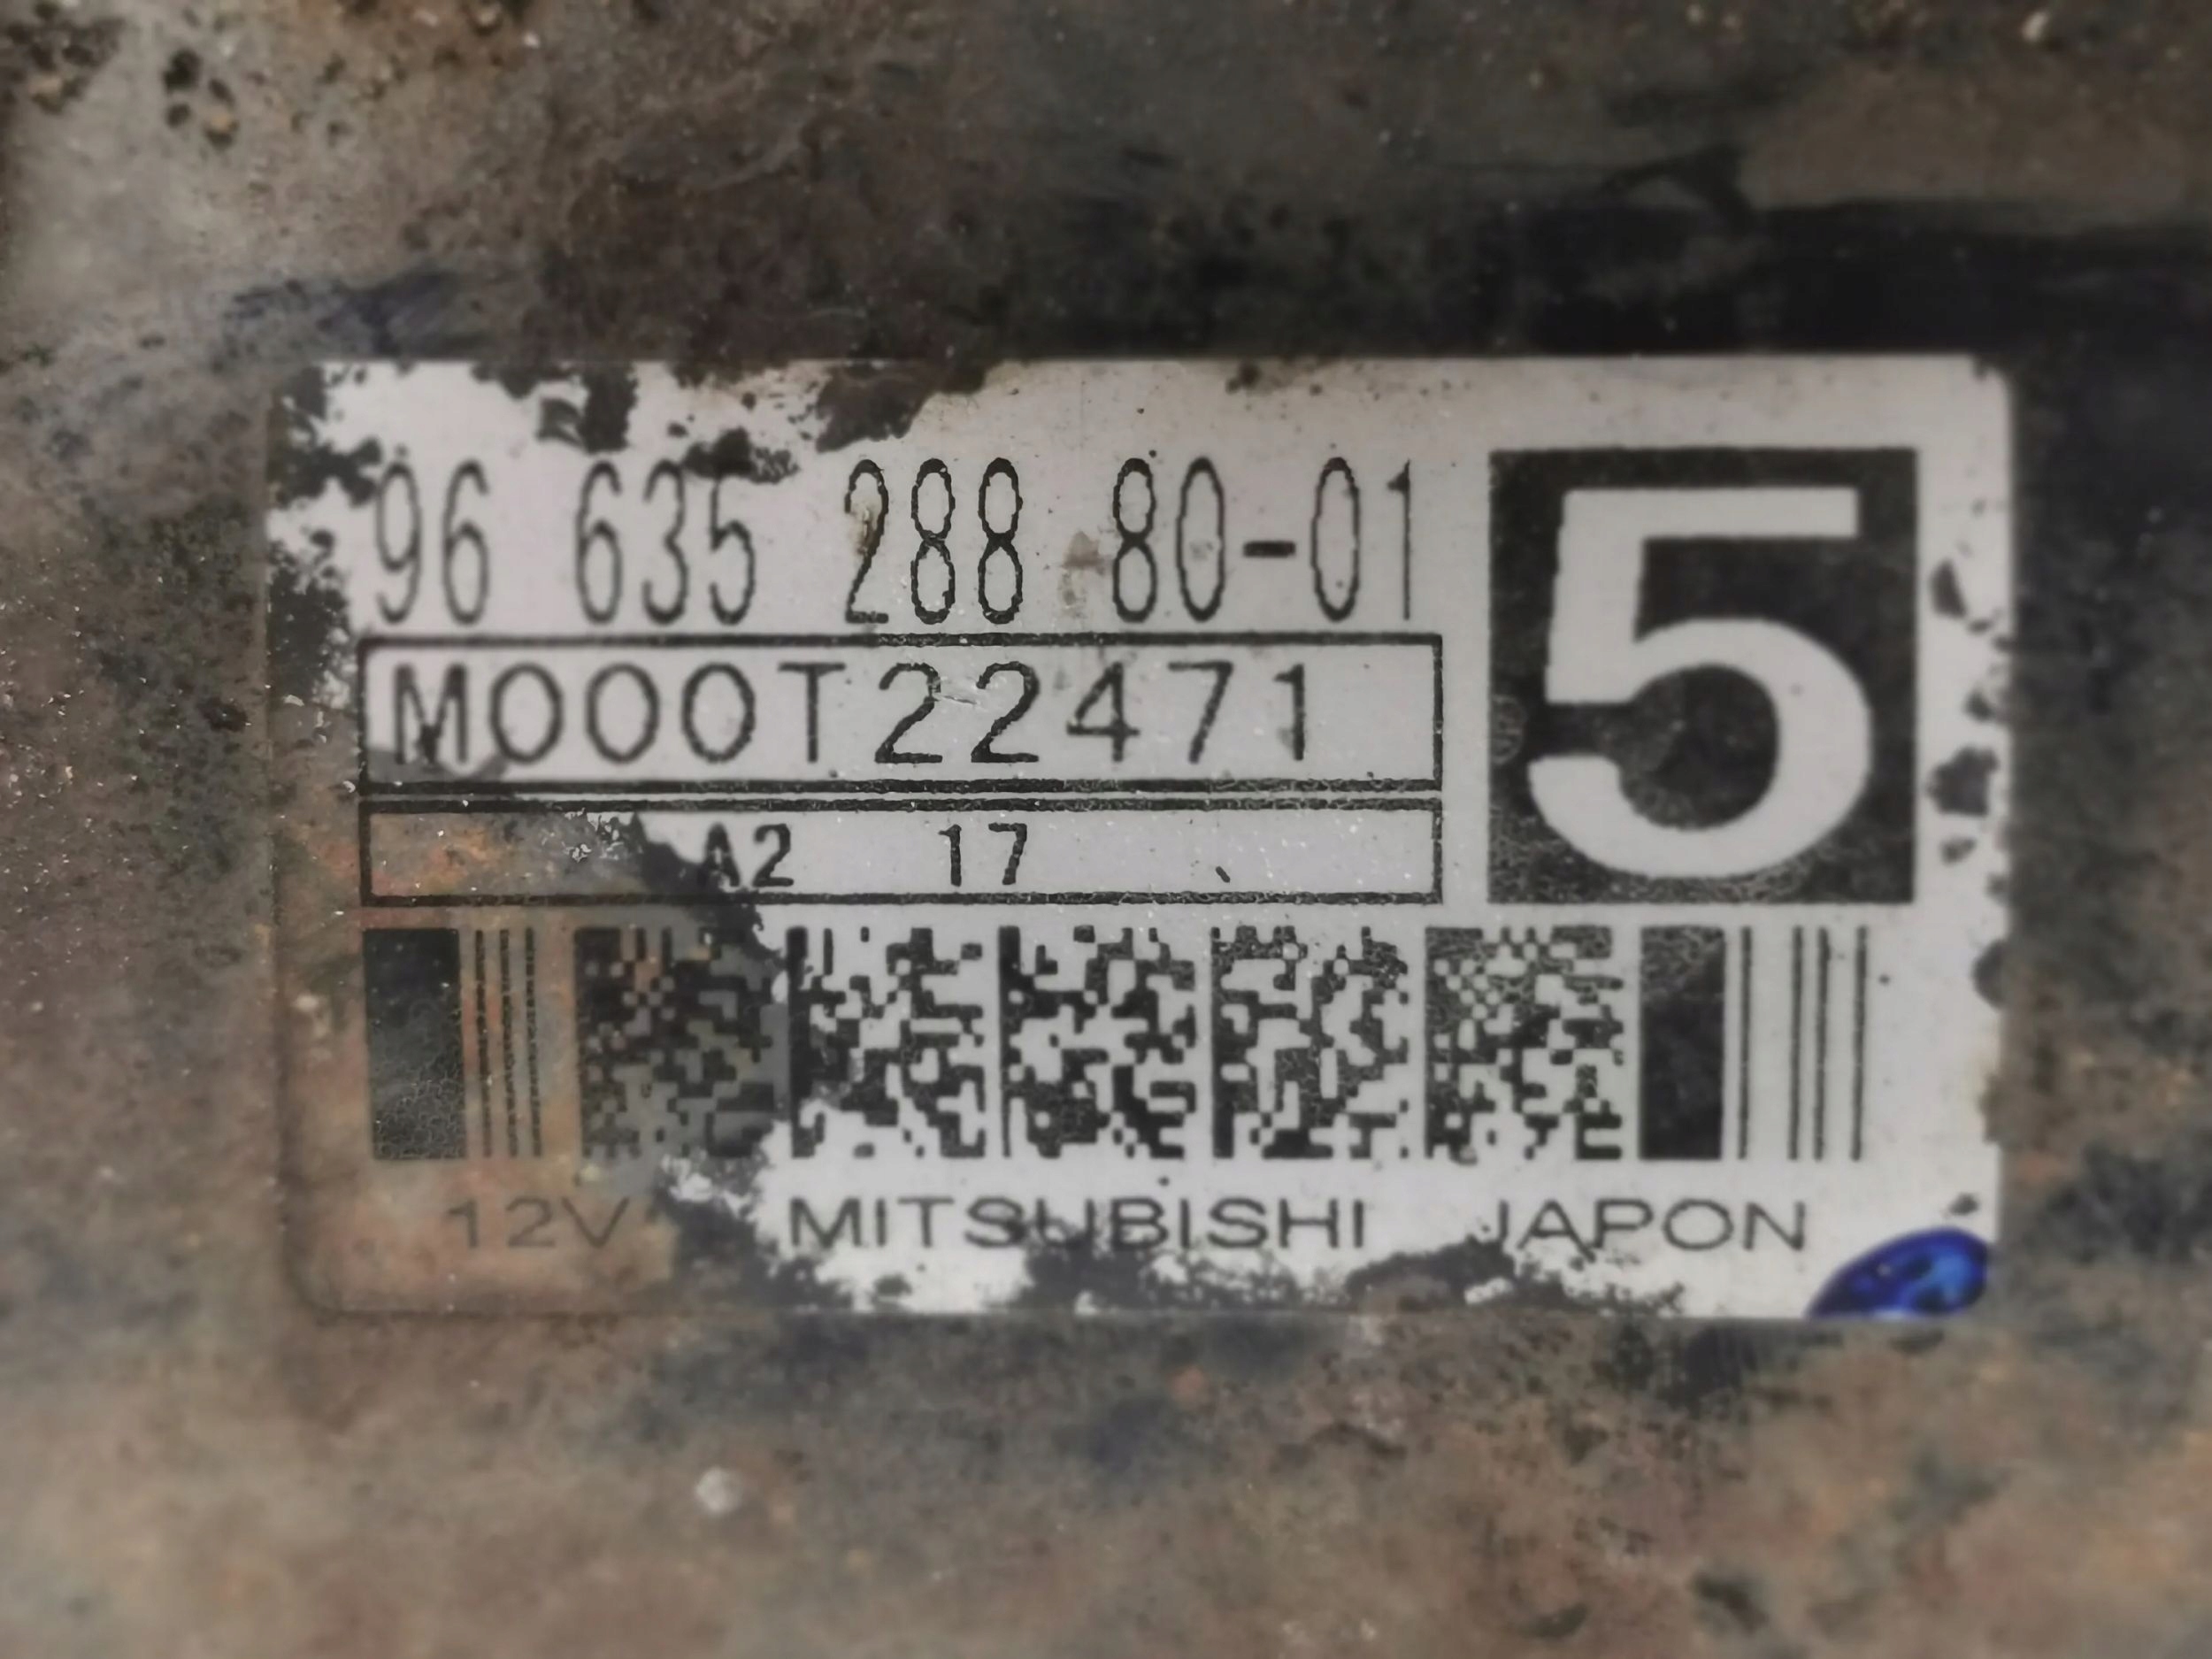 96 635 288 80-01
5
M000T22471
A2 17
12V MITSUBISHI JAPON